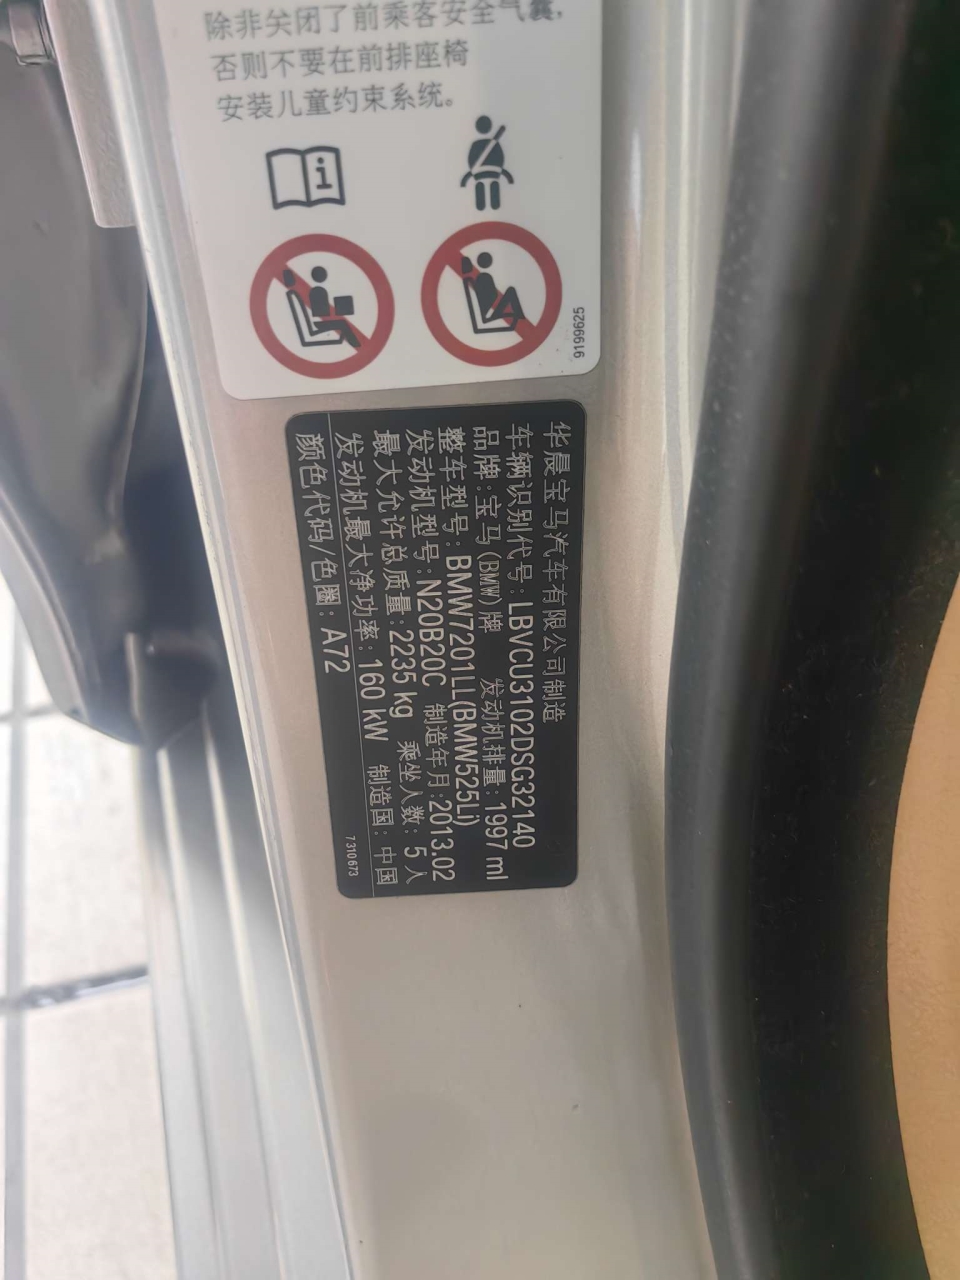 除非关闭了前乘客安全气囊，
否则不要在前排座椅
安装儿童约束系统。
9199625
华晨宝马汽车有限公司制造
车辆识别代号：LBVCU3102DSG32140
品牌：宝马(BMW)牌 发动机排量：1997 ml
整车型号：BMW7201LL(BMW525Li)
发动机型号：N20B20C 制造年月：2013.02
最大允许总质量：2235 kg 乘坐人数：5人
发动机最大净功率：160 kW 制造国：中国
颜色代码/色圈：A72
7310673